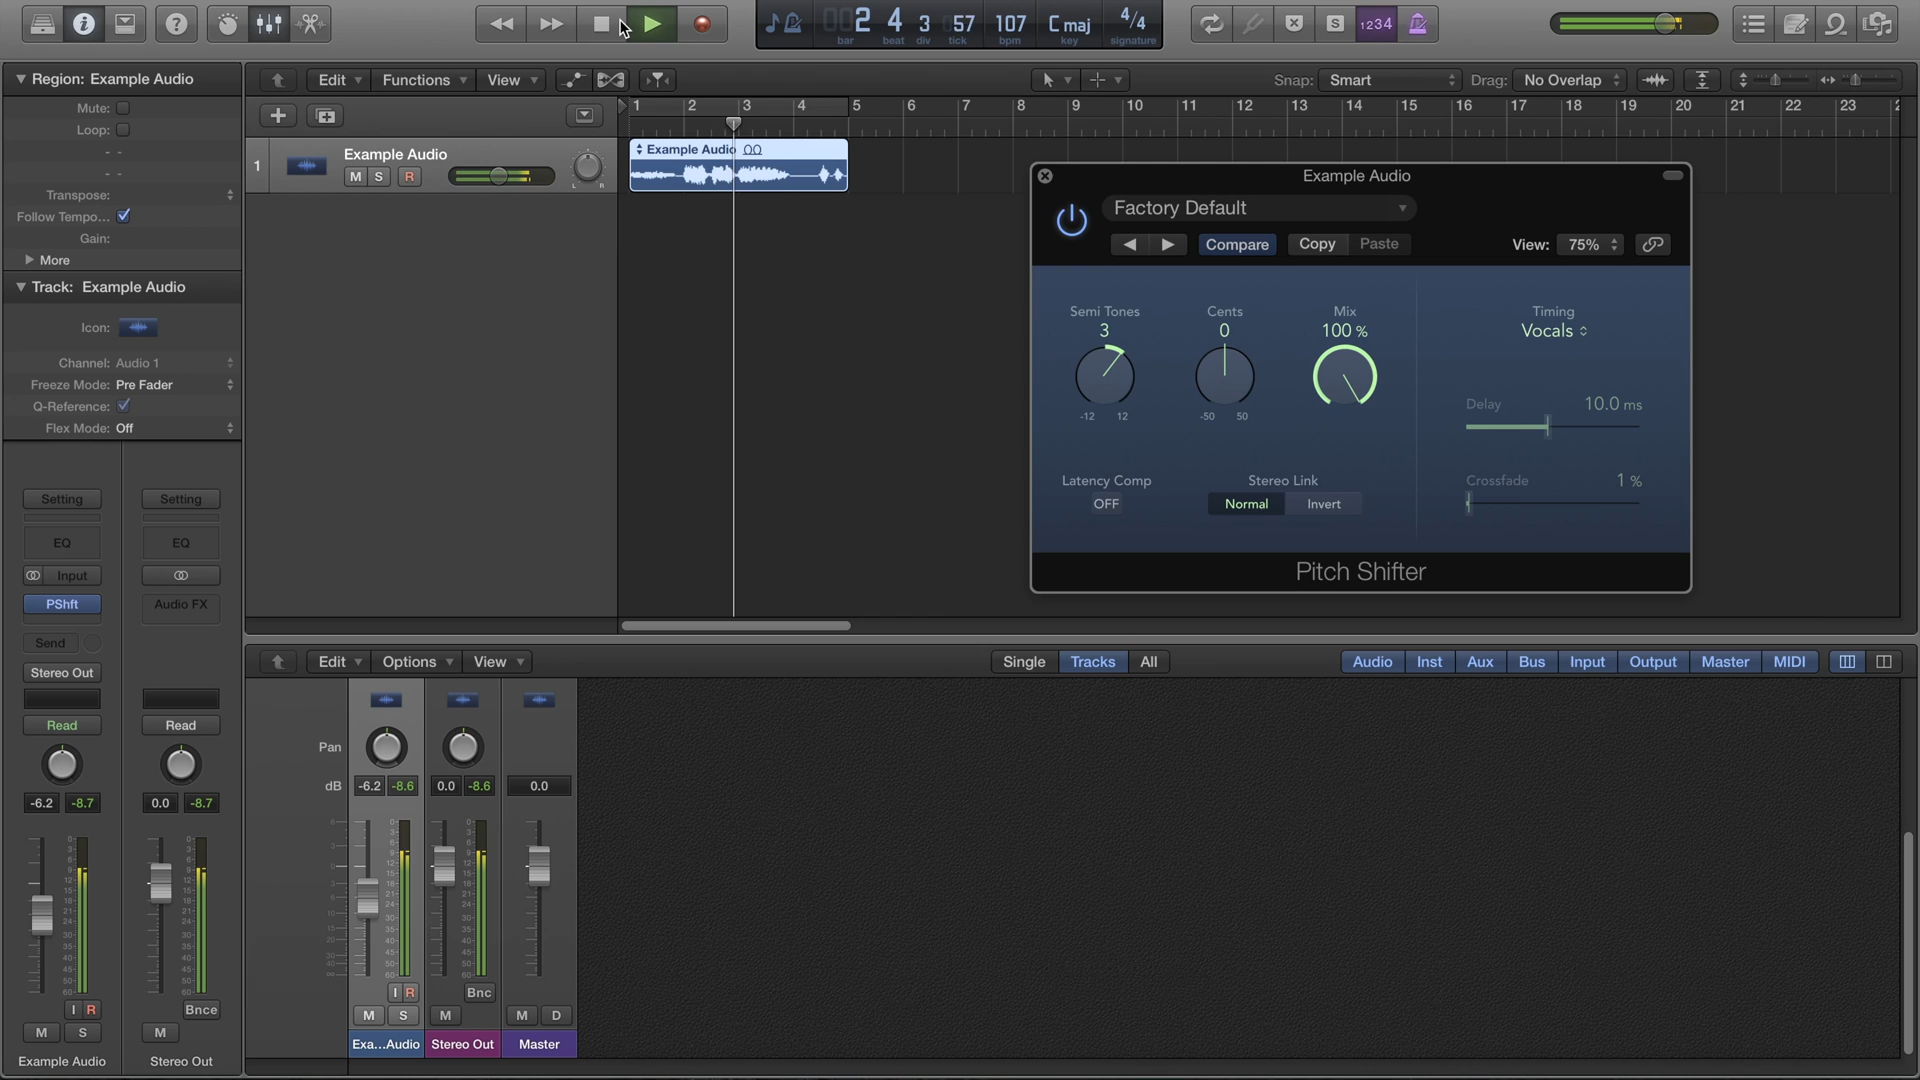 002 4 3 57 107 C maj 4/4
bar beat div tick bpm key signature
S 1234
Region: Example Audio
Mute:
Loop:
- -
- -
Transpose:
Follow Tempo...
Gain:
More
Track: Example Audio
Icon:
Channel: Audio 1
Freeze Mode: Pre Fader
Q-Reference:
Flex Mode: Off
Setting Setting
EQ EQ
Input
PShft Audio FX
Send
Stereo Out
Read Read
-6.2 -8.7 0.0 -8.7
I R Bnce
M S M
Example Audio Stereo Out
Edit Functions View
Snap: Smart Drag: No Overlap
1 2 3 4 5 6 7 8 9 10 11 12 13 14 15 16 17 18 19 20 21 22 23
1 Example Audio
M S R
L R
Example Audio
Example Audio
Factory Default
Compare Copy Paste View: 75%
Semi Tones Cents Mix Timing
3 0 100 % Vocals
-12 12 -50 50
Delay 10.0 ms
Latency Comp Stereo Link Crossfade 1 %
OFF Normal Invert
Pitch Shifter
Edit Options View Single Tracks All Audio Inst Aux Bus Input Output Master MIDI
Pan
dB -6.2 -8.6 0.0 -8.6 0.0
I R Bnc
M S M M D
Exa...Audio Stereo Out Master